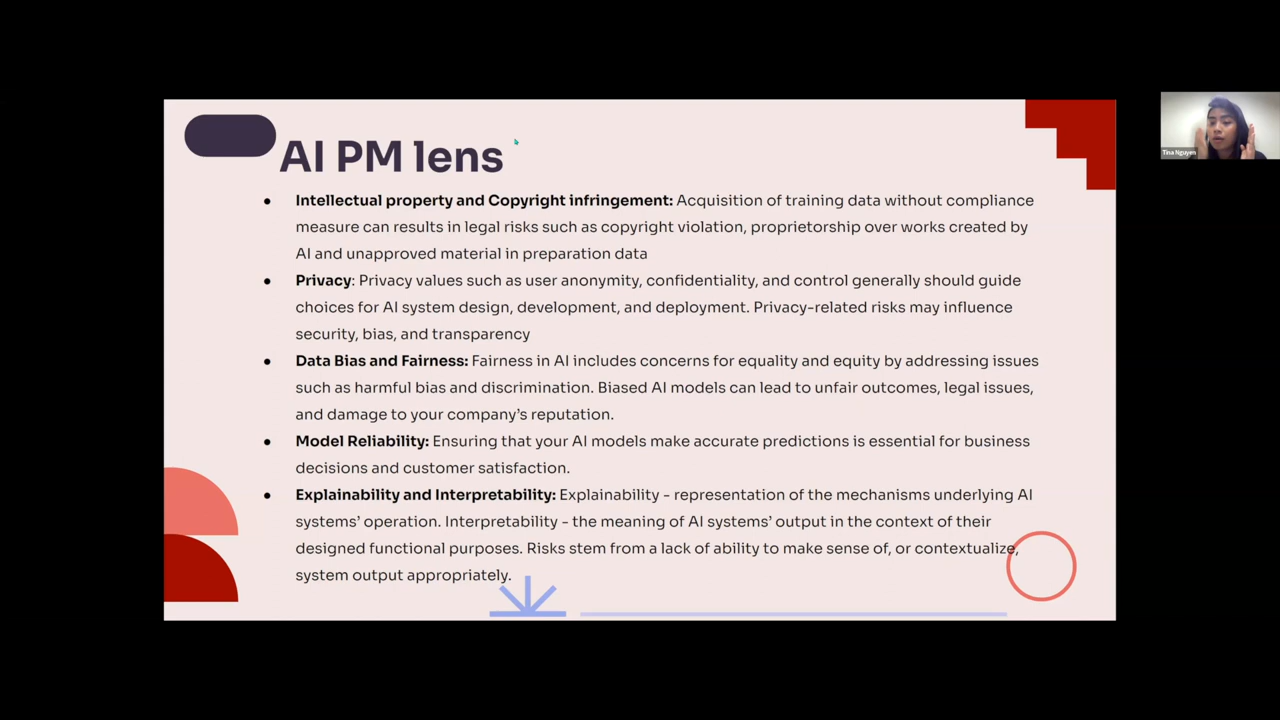 AI PM lens
● Intellectual property and Copyright infringement: Acquisition of training data without compliance
measure can results in legal risks such as copyright violation, proprietorship over works created by
AI and unapproved material in preparation data
● Privacy: Privacy values such as user anonymity, confidentiality, and control generally should guide
choices for AI system design, development, and deployment. Privacy-related risks may influence
security, bias, and transparency
● Data Bias and Fairness: Fairness in AI includes concerns for equality and equity by addressing issues
such as harmful bias and discrimination. Biased AI models can lead to unfair outcomes, legal issues,
and damage to your company's reputation.
● Model Reliability: Ensuring that your AI models make accurate predictions is essential for business
decisions and customer satisfaction.
● Explainability and Interpretability: Explainability - representation of the mechanisms underlying AI
systems' operation. Interpretability - the meaning of AI systems' output in the context of their
designed functional purposes. Risks stem from a lack of ability to make sense of, or contextualize,
system output appropriately.
Tina Nguyen